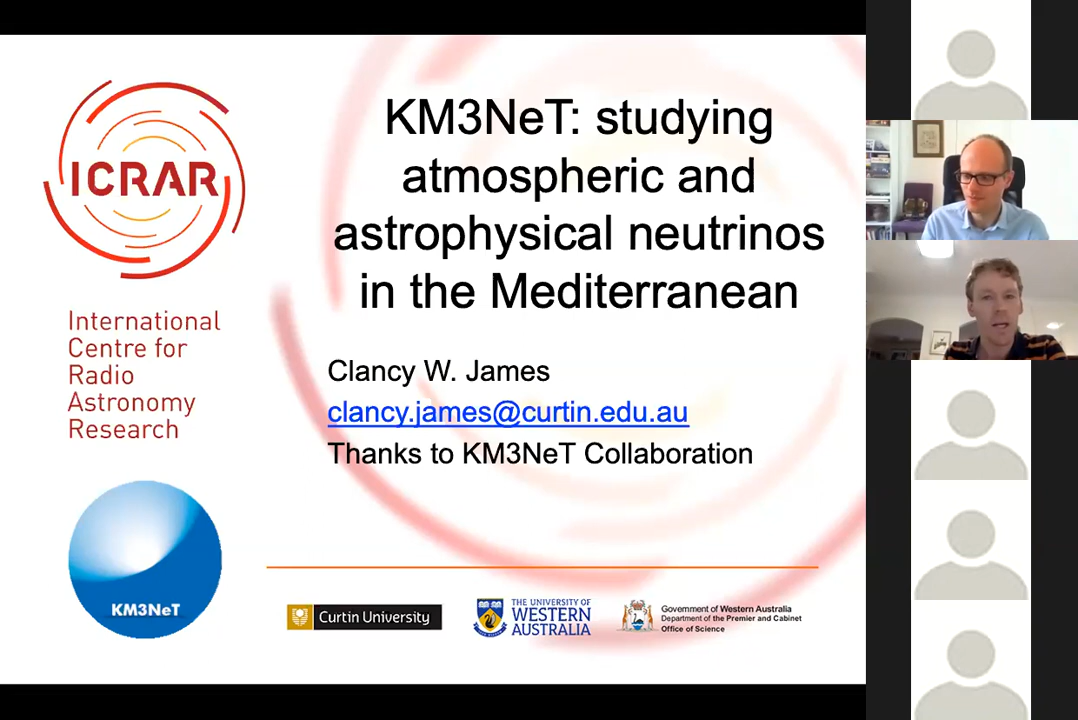 ICRAR
International
Centre for
Radio
Astronomy
Research
KM3NeT
KM3NeT: studying
atmospheric and
astrophysical neutrinos
in the Mediterranean
Clancy W. James
clancy.james@curtin.edu.au
Thanks to KM3NeT Collaboration
Curtin University
THE UNIVERSITY OF
WESTERN
AUSTRALIA
Government of Western Australia
Department of the Premier and Cabinet
Office of Science